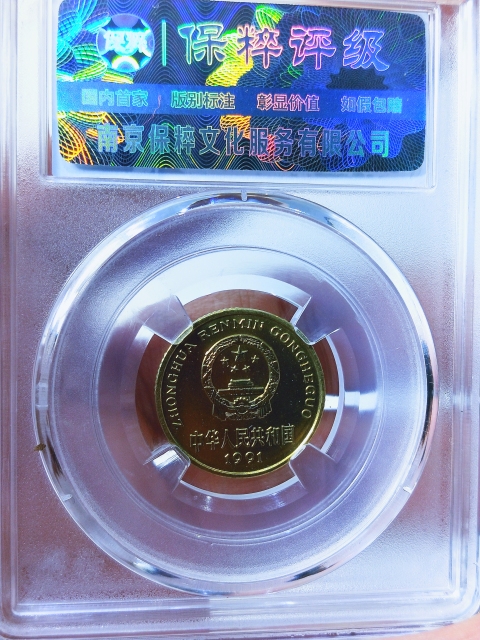 保粹 保粹评级
国内首家 版别标注 彰显价值 如假包赔
南京保粹文化服务有限公司
ZHONGHUA RENMIN GONGHEGUO
中华人民共和国
1991